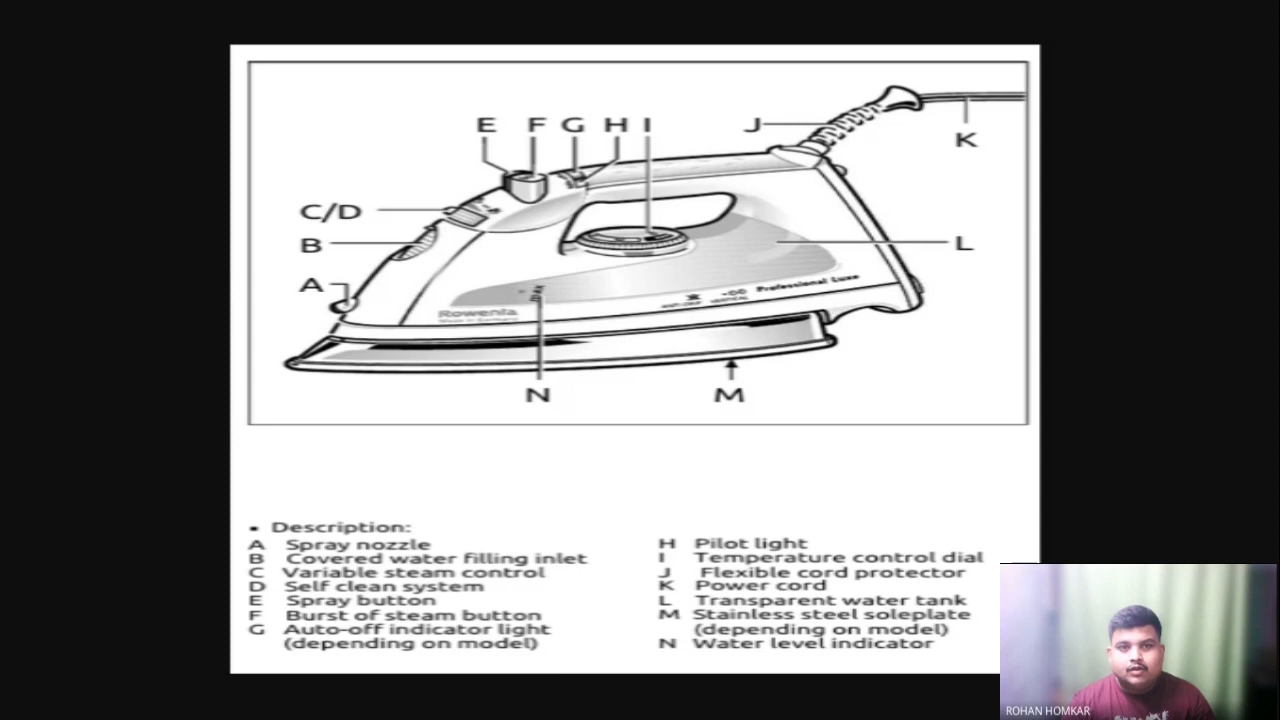 E F G H I J
K
C/D
B
L
A
Professional Luxe
Rowenta
N M
• Description:
A Spray nozzle
B Covered water filling inlet
C Variable steam control
D Self clean system
E Spray button
F Burst of steam button
G Auto-off indicator light
(depending on model)
H Pilot light
I Temperature control dial
J Flexible cord protector
K Power cord
L Transparent water tank
M Stainless steel soleplate
(depending on model)
N Water level indicator
ROHAN HOMKAR